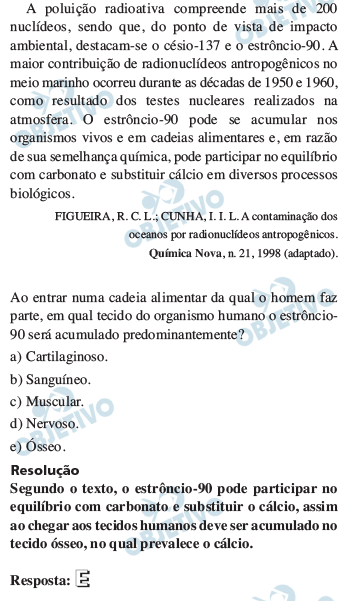 A poluição radioativa compreende mais de 200
nuclídeos, sendo que, do ponto de vista de impacto
ambiental, destacam-se o césio-137 e o estrôncio-90. A
maior contribuição de radionuclídeos antropogênicos no
meio marinho ocorreu durante as décadas de 1950 e 1960,
como resultado dos testes nucleares realizados na
atmosfera. O estrôncio-90 pode se acumular nos
organismos vivos e em cadeias alimentares e, em razão
de sua semelhança química, pode participar no equilíbrio
com carbonato e substituir cálcio em diversos processos
biológicos.
FIGUEIRA, R. C. L.; CUNHA, I. I. L. A contaminação dos
oceanos por radionuclídeos antropogênicos.
Química Nova, n. 21, 1998 (adaptado).
Ao entrar numa cadeia alimentar da qual o homem faz
parte, em qual tecido do organismo humano o estrôncio-
90 será acumulado predominantemente?
a) Cartilaginoso.
b) Sanguíneo.
c) Muscular.
d) Nervoso.
e) Ósseo.
Resolução
Segundo o texto, o estrôncio-90 pode participar no
equilíbrio com carbonato e substituir o cálcio, assim
ao chegar aos tecidos humanos deve ser acumulado no
tecido ósseo, no qual prevalece o cálcio.
Resposta: E
OBJETIVO
OBJETIVO
OBJETIVO
OBJETIVO
OBJETIVO
OBJETIVO